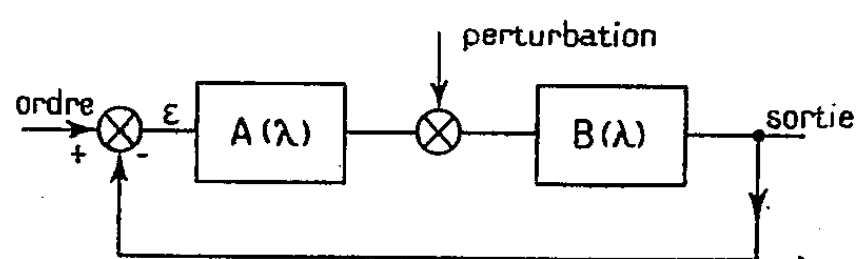 perturbation
ordre
ε
A(λ)
B(λ)
sortie
+
-